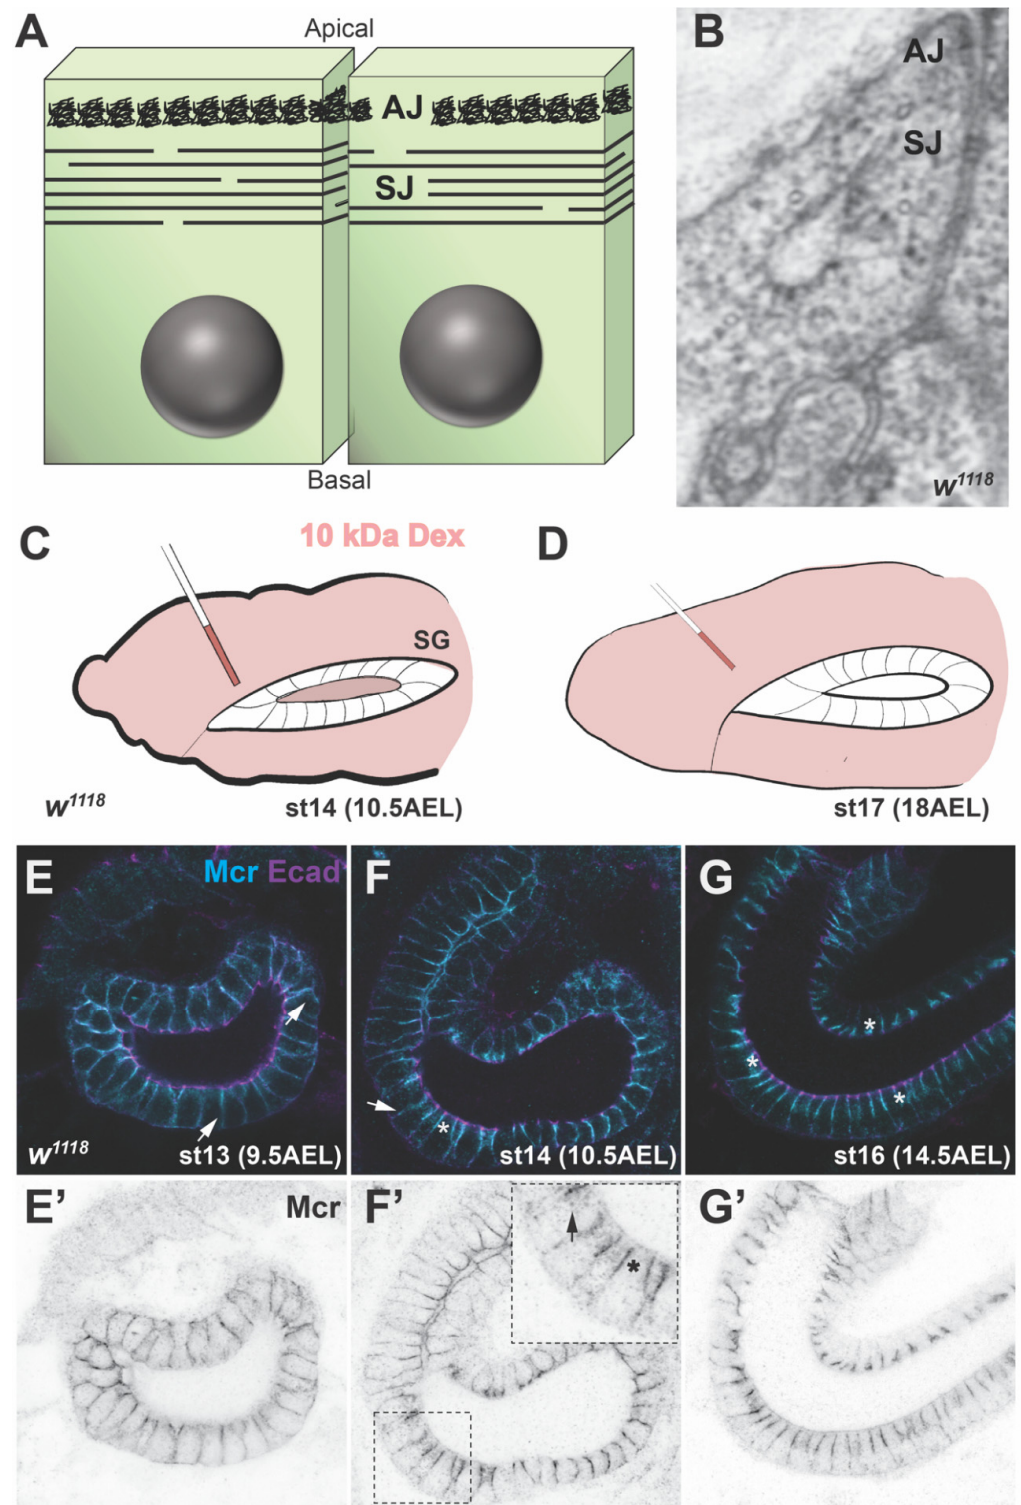 A
Apical
AJ
SJ
Basal
B
AJ
SJ
w1118
C
10 kDa Dex
SG
w1118
st14 (10.5AEL)
D
st17 (18AEL)
E
Mcr Ecad
w1118
st13 (9.5AEL)
F
*
st14 (10.5AEL)
G
*
*
*
st16 (14.5AEL)
E’
Mcr
F’
*
G’